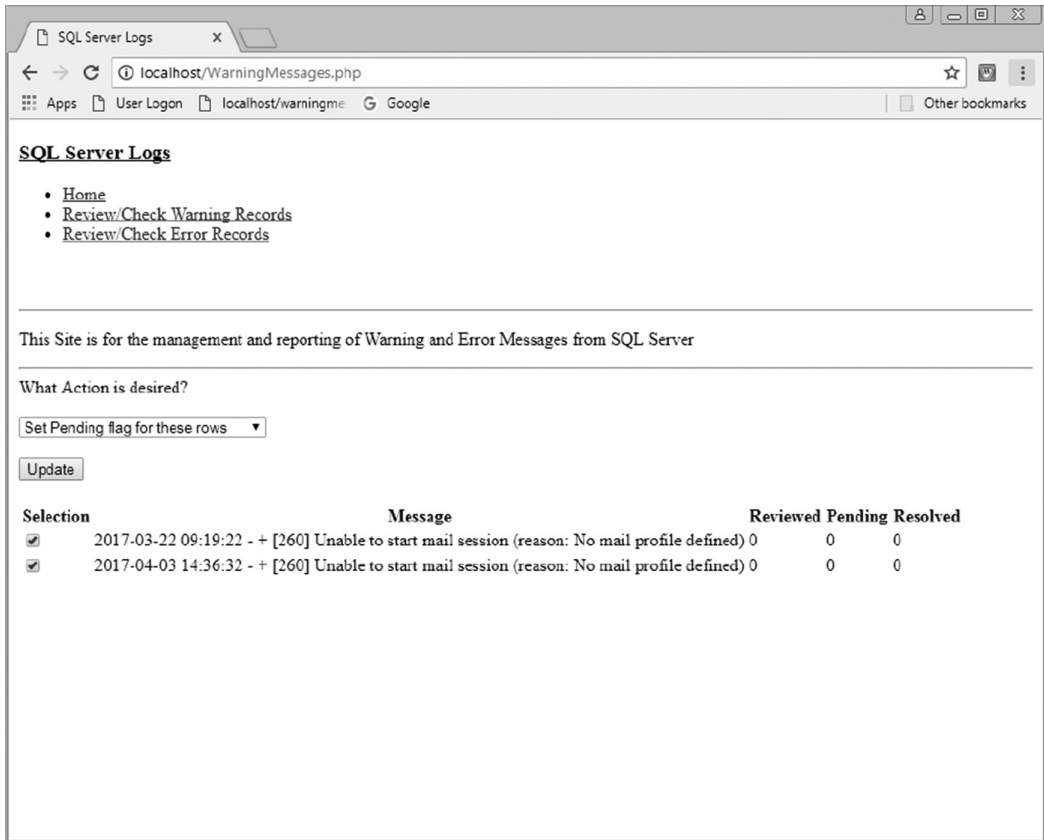 SQL Server Logs
localhost/WarningMessages.php
Apps User Logon localhost/warningme Google Other bookmarks
SQL Server Logs
Home
Review/Check Warning Records
Review/Check Error Records
This Site is for the management and reporting of Warning and Error Messages from SQL Server
What Action is desired?
Set Pending flag for these rows
Update
Selection Message Reviewed Pending Resolved
2017-03-22 09:19:22 - + [260] Unable to start mail session (reason: No mail profile defined) 0 0 0
2017-04-03 14:36:32 - + [260] Unable to start mail session (reason: No mail profile defined) 0 0 0